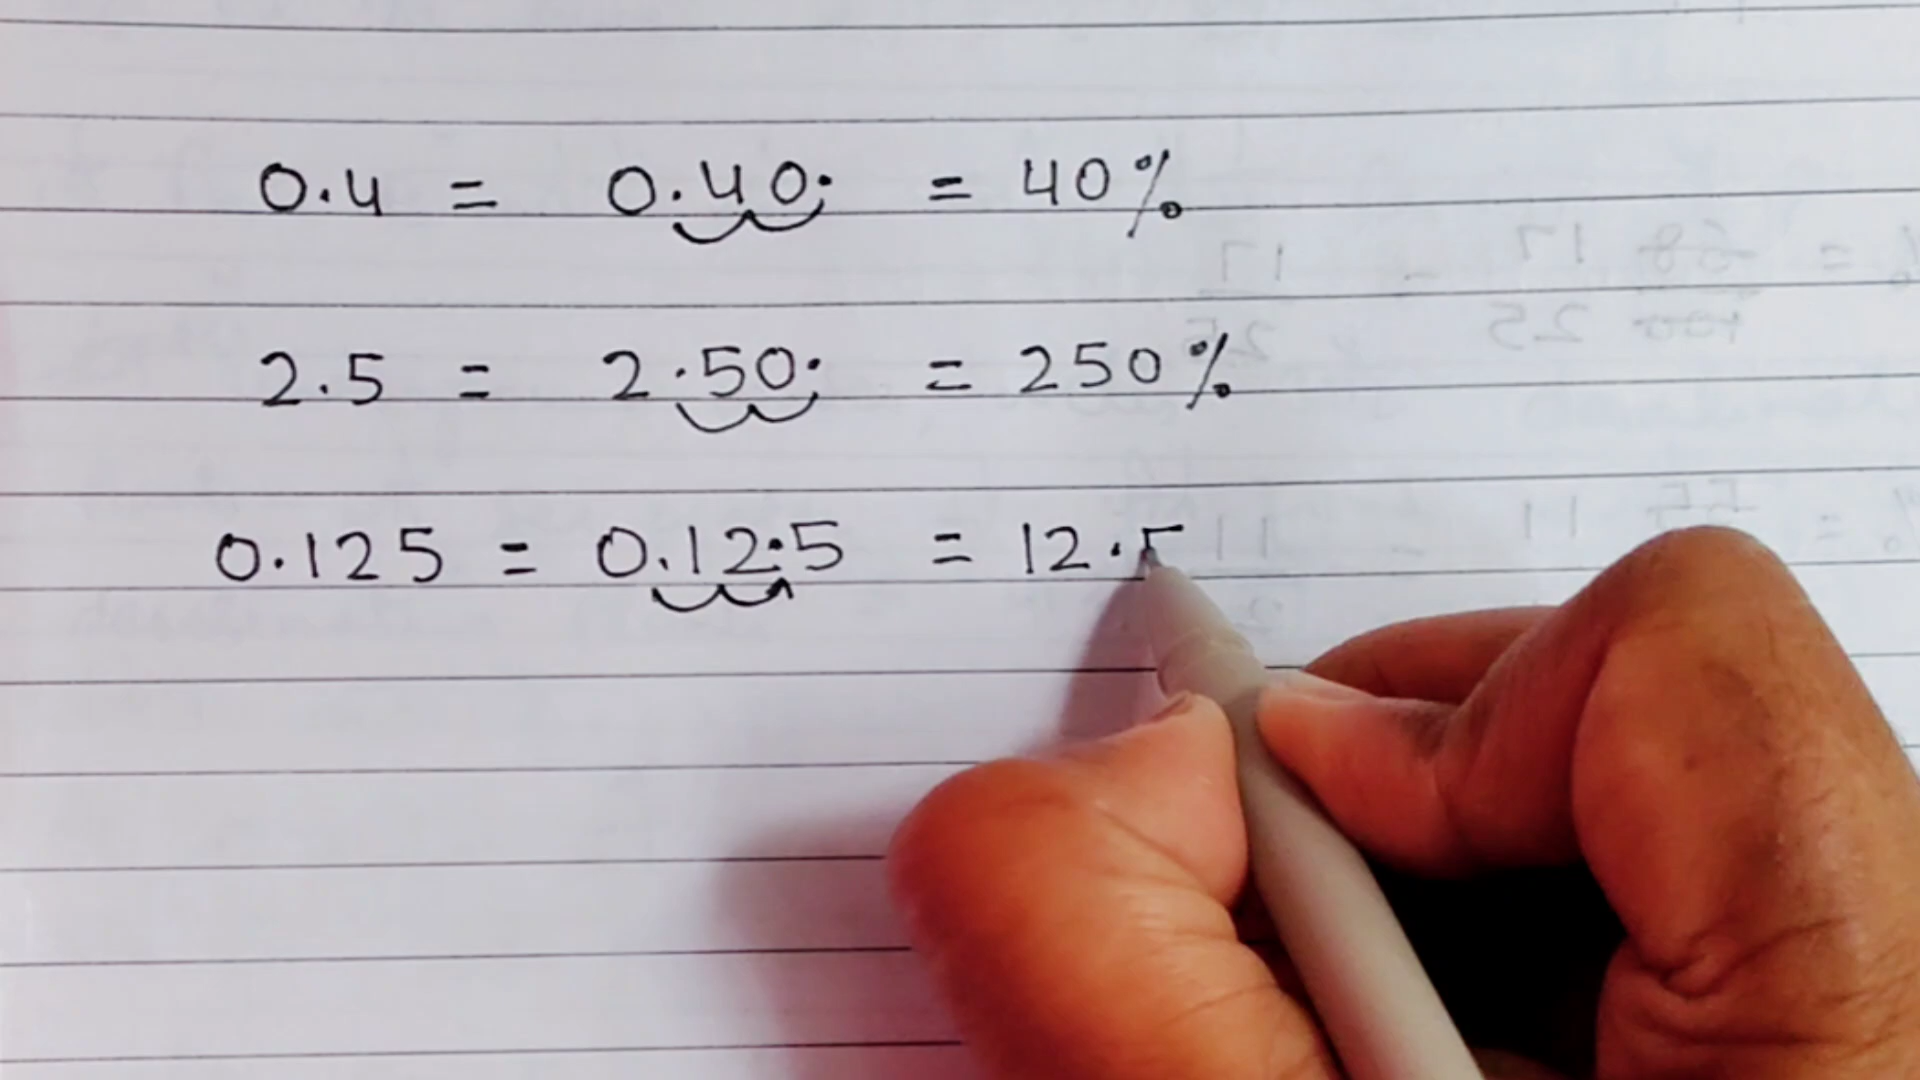 0.4 = 0.40. = 40%
2.5 = 2.50. = 250%
0.125 = 0.12.5 = 12.5